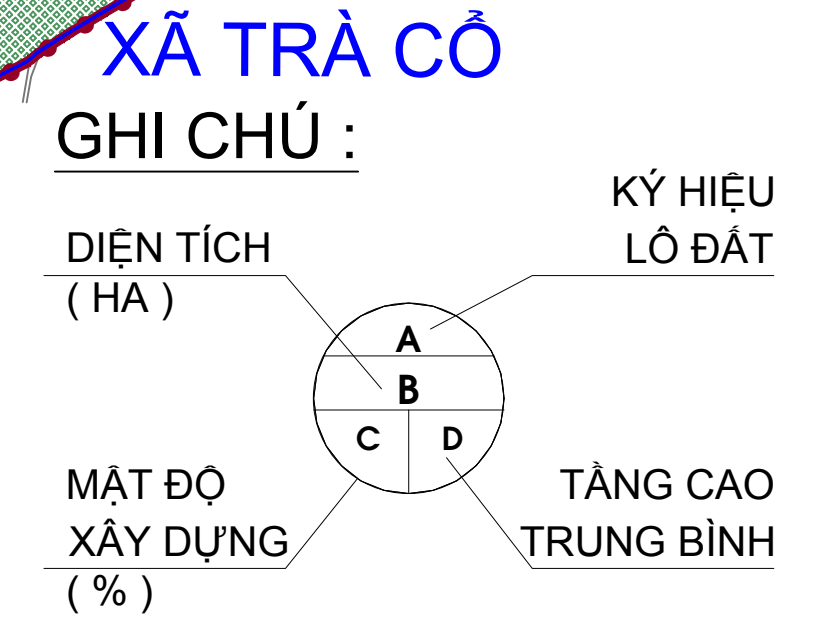 XÃ TRÀ CỔ
GHI CHÚ :
KÝ HIỆU
LÔ ĐẤT
DIỆN TÍCH
( HA )
A
B
C D
MẬT ĐỘ
XÂY DỰNG
( % )
TẦNG CAO
TRUNG BÌNH